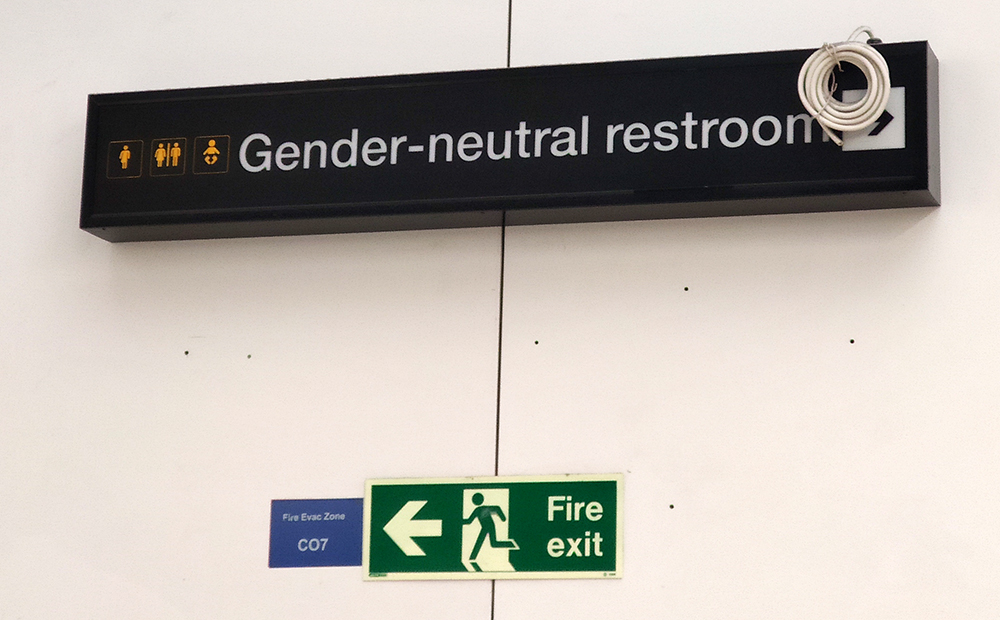 Gender-neutral restroom
Fire Evac Zone
CO7
Fire
exit